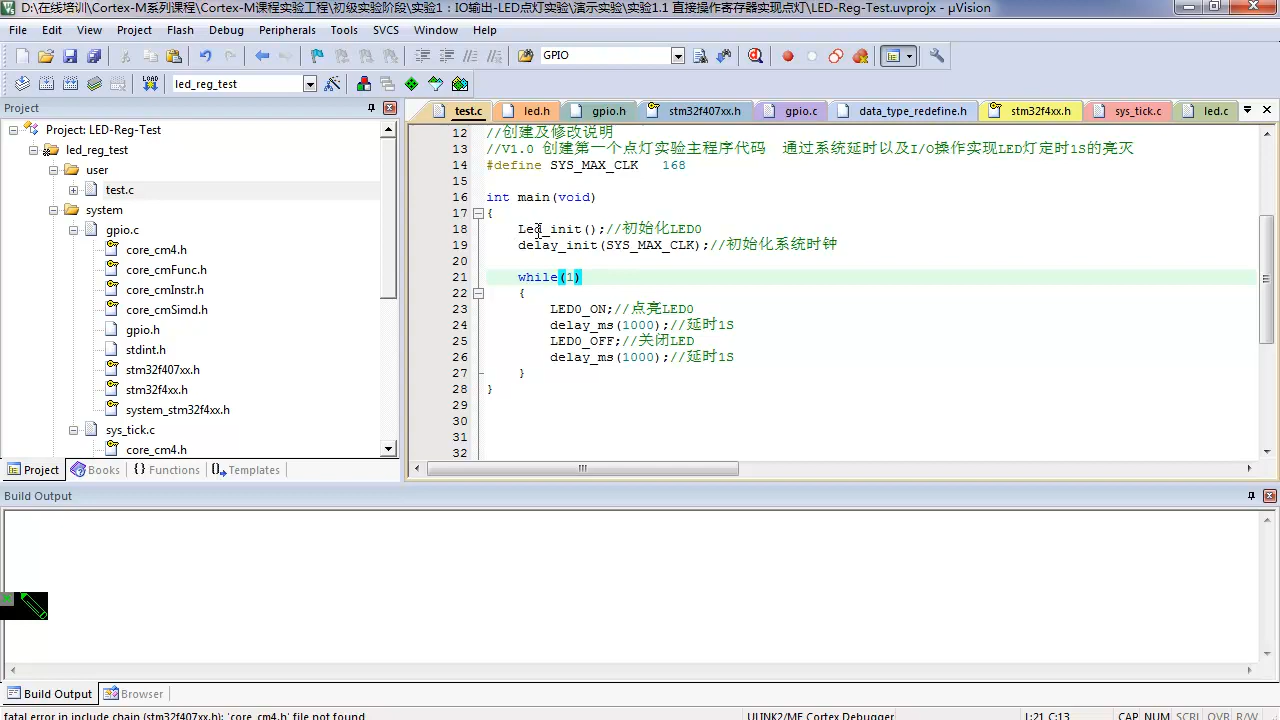 D:\在线培训\Cortex-M系列课程\Cortex-M课程实验工程\初级实验阶段\实验1：IO输出-LED点灯实验\演示实验\实验1.1 直接操作寄存器实现点灯\LED-Reg-Test.uvprojx - µVision
File Edit View Project Flash Debug Peripherals Tools SVCS Window Help
GPIO
LOAD led_reg_test
Project
test.c led.h gpio.h stm32f407xx.h gpio.c data_type_redefine.h stm32f4xx.h sys_tick.c led.c
Project: LED-Reg-Test
led_reg_test
user
test.c
system
gpio.c
core_cm4.h
core_cmFunc.h
core_cmInstr.h
core_cmSimd.h
gpio.h
stdint.h
stm32f407xx.h
stm32f4xx.h
system_stm32f4xx.h
sys_tick.c
core_cm4.h
Project Books Functions Templates
12 //创建及修改说明
13 //V1.0 创建第一个点灯实验主程序代码 通过系统延时以及I/O操作实现LED灯定时1S的亮灭
14 #define SYS_MAX_CLK 168
15
16 int main(void)
17 {
18 Led_init();//初始化LED0
19 delay_init(SYS_MAX_CLK);//初始化系统时钟
20
21 while(1)
22 {
23 LED0_ON;//点亮LED0
24 delay_ms(1000);//延时1S
25 LED0_OFF;//关闭LED
26 delay_ms(1000);//延时1S
27 }
28 }
29
30
31
32
Build Output
Build Output Browser
fatal error in include chain (stm32f407xx.h): 'core_cm4.h' file not found ULINK2/ME Cortex Debugger L:21 C:13 CAP NUM SCRL OVR R/W